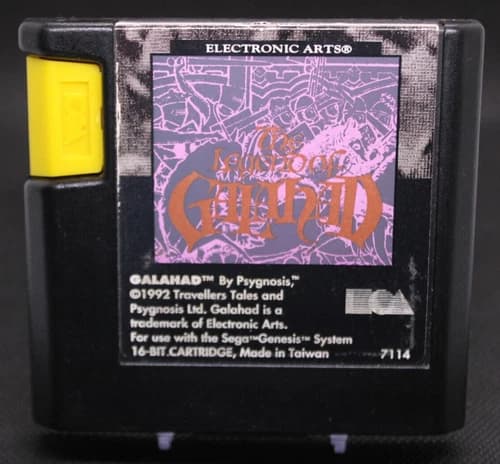 ELECTRONIC ARTS®
The
Legend of
GALAHAD
GALAHAD™ By Psygnosis,™
©1992 Travellers Tales and
Psygnosis Ltd. Galahad is a
trademark of Electronic Arts.
For use with the Sega™Genesis™ System
16-BIT CARTRIDGE, Made in Taiwan
7114
EA